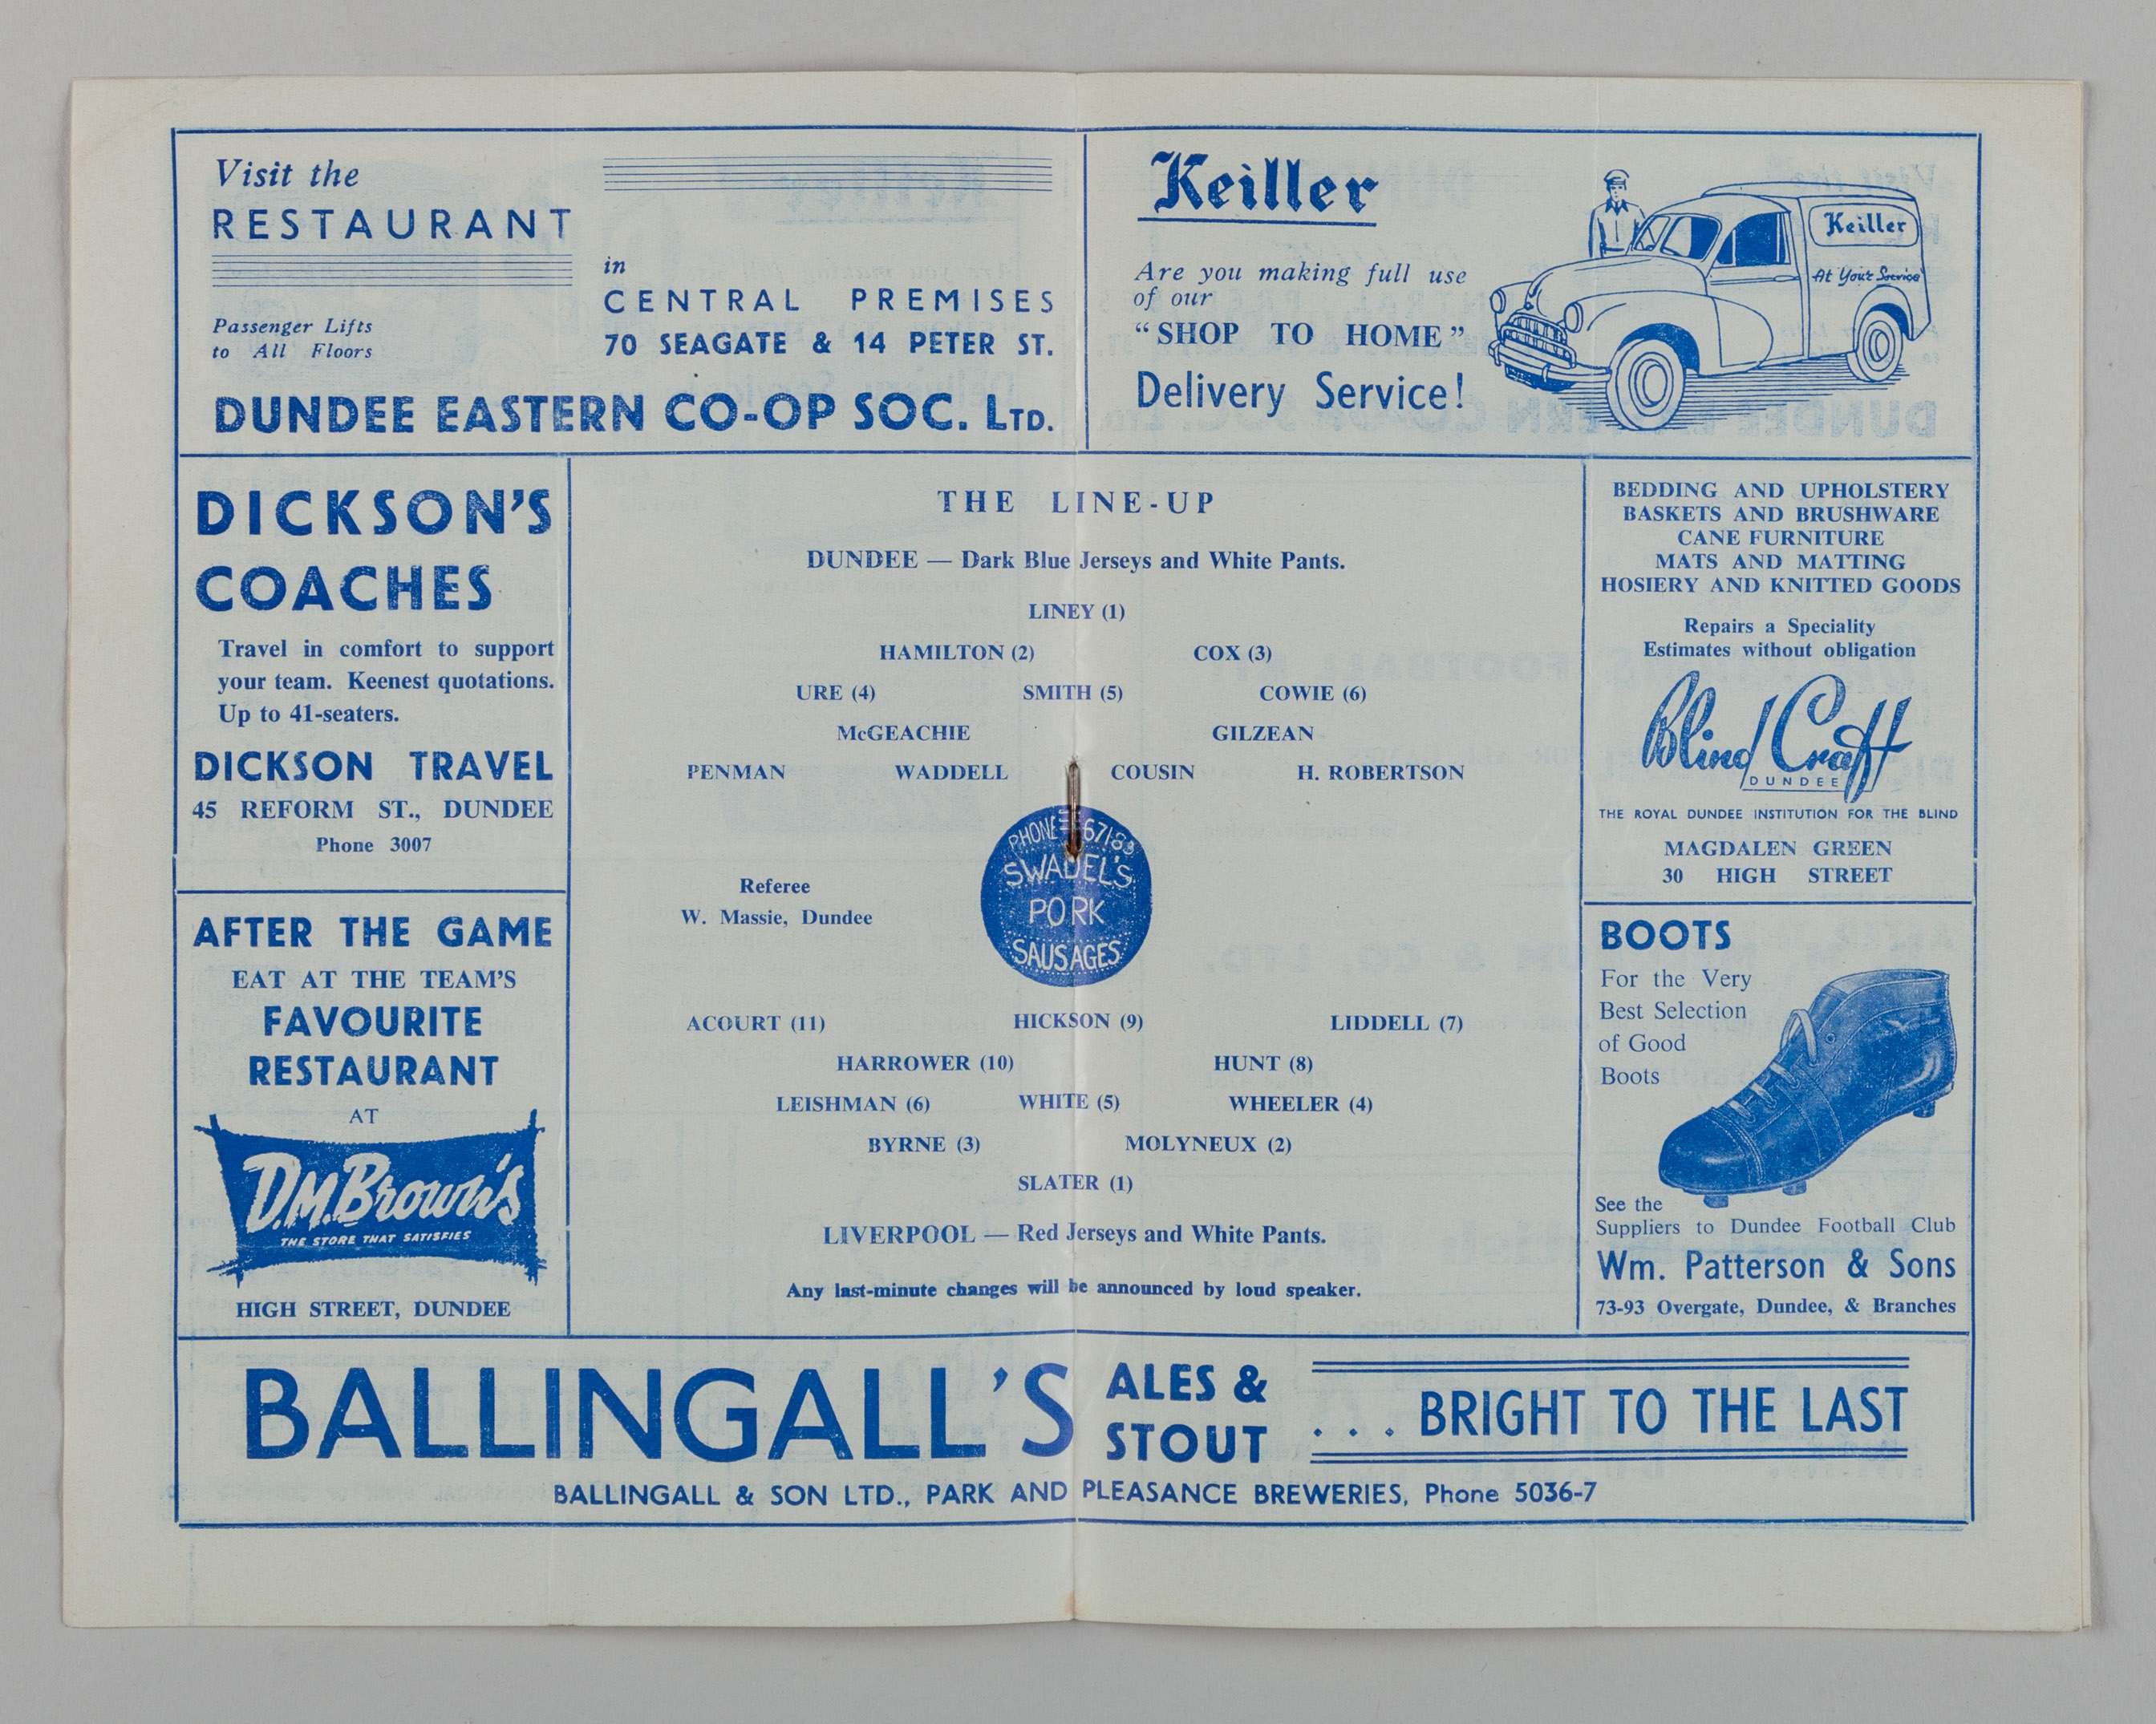 Visit the
RESTAURANT
Passenger Lifts
to All Floors
in
CENTRAL PREMISES
70 SEAGATE & 14 PETER ST.
DUNDEE EASTERN CO-OP SOC. LTD.
Keiller
Are you making full use
of our
"SHOP TO HOME"
Delivery Service!
Keiller
At Your Service
DICKSON'S
COACHES
Travel in comfort to support
your team. Keenest quotations.
Up to 41-seaters.
DICKSON TRAVEL
45 REFORM ST., DUNDEE
Phone 3007
AFTER THE GAME
EAT AT THE TEAM'S
FAVOURITE
RESTAURANT
AT
D.M.Brown's
THE STORE THAT SATISFIES
HIGH STREET, DUNDEE
THE LINE-UP
DUNDEE — Dark Blue Jerseys and White Pants.
LINEY (1)
HAMILTON (2) COX (3)
URE (4) SMITH (5) COWIE (6)
McGEACHIE GILZEAN
PENMAN WADDELL COUSIN H. ROBERTSON
PHONE 67183
SWADEL'S
PORK
SAUSAGES
Referee
W. Massie, Dundee
ACOURT (11) HICKSON (9) LIDDELL (7)
HARROWER (10) HUNT (8)
LEISHMAN (6) WHITE (5) WHEELER (4)
BYRNE (3) MOLYNEUX (2)
SLATER (1)
LIVERPOOL — Red Jerseys and White Pants.
Any last-minute changes will be announced by loud speaker.
BEDDING AND UPHOLSTERY
BASKETS AND BRUSHWARE
CANE FURNITURE
MATS AND MATTING
HOSIERY AND KNITTED GOODS
Repairs a Speciality
Estimates without obligation
Blind Craft
DUNDEE
THE ROYAL DUNDEE INSTITUTION FOR THE BLIND
MAGDALEN GREEN
30 HIGH STREET
BOOTS
For the Very
Best Selection
of Good
Boots
See the
Suppliers to Dundee Football Club
Wm. Patterson & Sons
73-93 Overgate, Dundee, & Branches
BALLINGALL'S ALES &
STOUT
. . . BRIGHT TO THE LAST
BALLINGALL & SON LTD., PARK AND PLEASANCE BREWERIES, Phone 5036-7